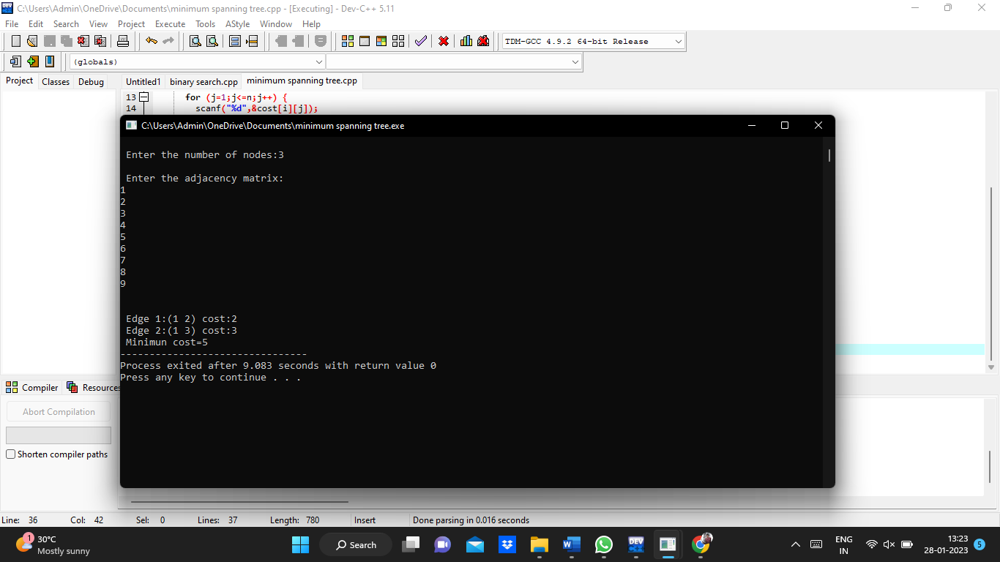 C:\Users\Admin\OneDrive\Documents\minimum spanning tree.cpp - [Executing] - Dev-C++ 5.11
File Edit Search View Project Execute Tools AStyle Window Help
TDM-GCC 4.9.2 64-bit Release
(globals)
Project Classes Debug
Untitled1 binary search.cpp minimum spanning tree.cpp
13 for (j=1;j<=n;j++) {
14 scanf("%d",&cost[i][j]);
C:\Users\Admin\OneDrive\Documents\minimum spanning tree.exe
Enter the number of nodes:3
Enter the adjacency matrix:
1
2
3
4
5
6
7
8
9
Edge 1:(1 2) cost:2
Edge 2:(1 3) cost:3
Minimun cost=5
--------------------------------
Process exited after 9.083 seconds with return value 0
Press any key to continue . . .
Compiler Resources
Abort Compilation
Shorten compiler paths
Line: 36 Col: 42 Sel: 0 Lines: 37 Length: 780 Insert Done parsing in 0.016 seconds
1
30°C
Mostly sunny
Search
DEV
ENG
IN
13:23
28-01-2023
5